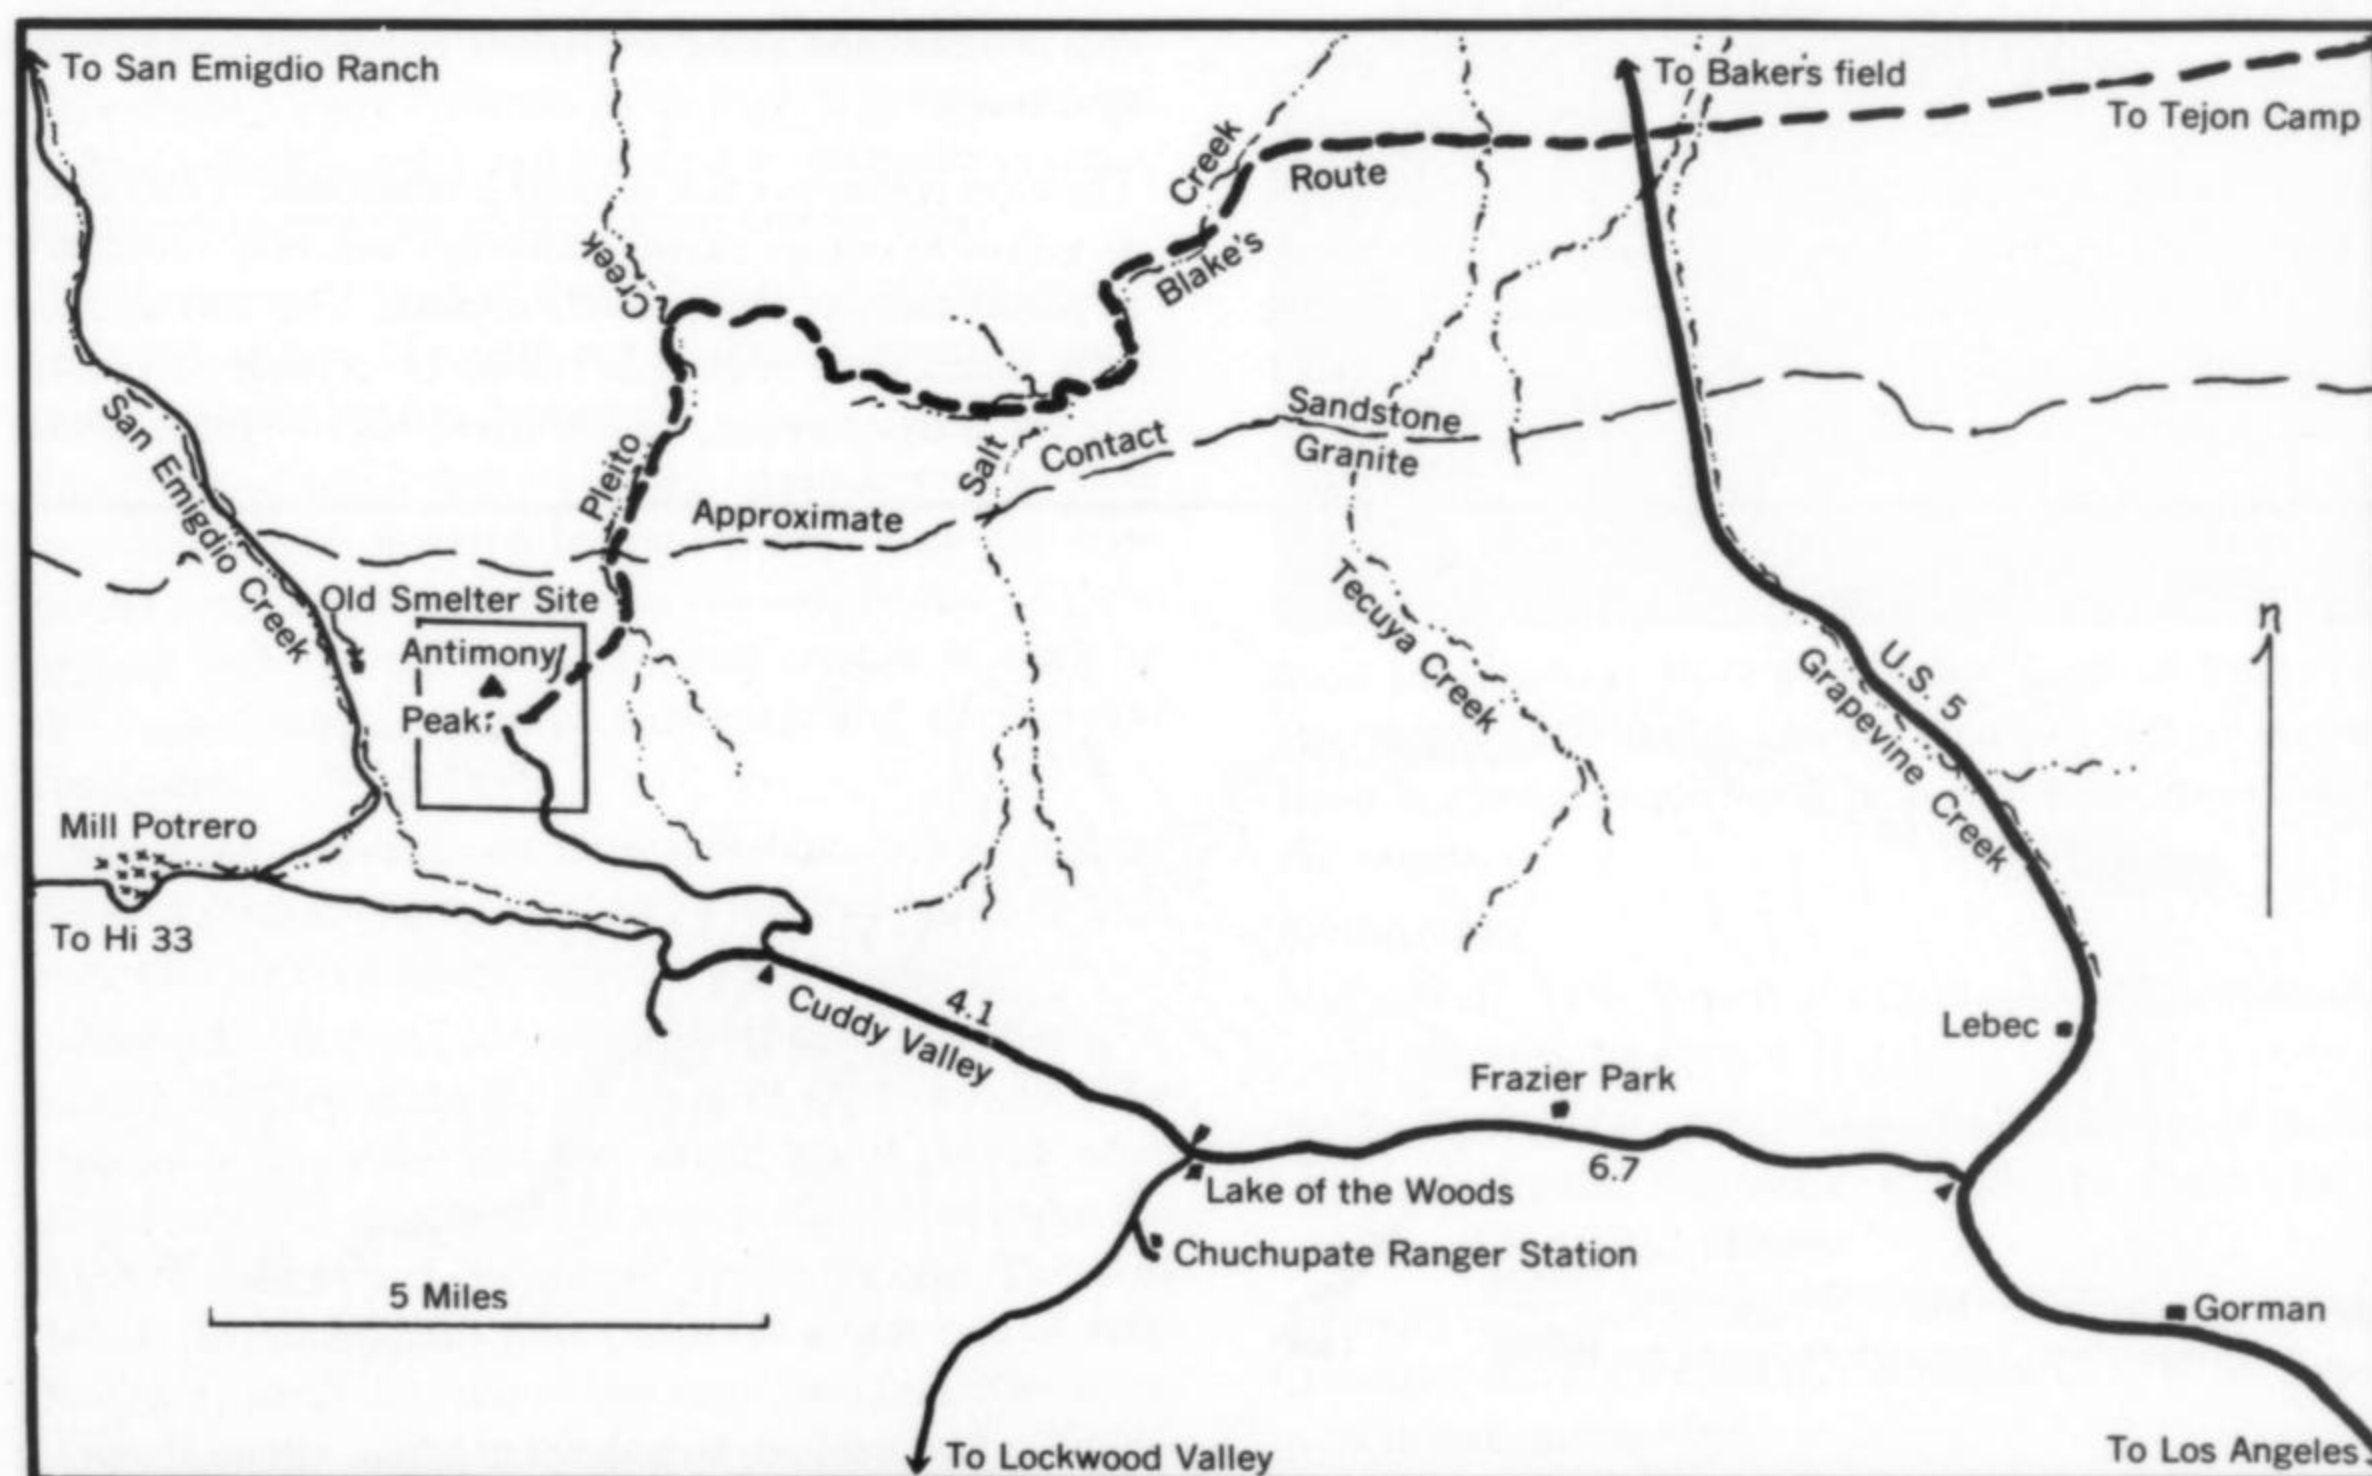 To San Emigdio Ranch
To Baker's field
To Tejon Camp
Creek
Route
Blake's
Creek
San Emigdio Creek
Pleito
Salt
Contact
Sandstone
Granite
Approximate
Old Smelter Site
Antimony
Peak
Tecuya Creek
U.S. 5
Grapevine Creek
n
Mill Potrero
To Hi 33
4.1
Cuddy Valley
Lebec
Frazier Park
6.7
Lake of the Woods
Chuchupate Ranger Station
5 Miles
Gorman
To Lockwood Valley
To Los Angeles